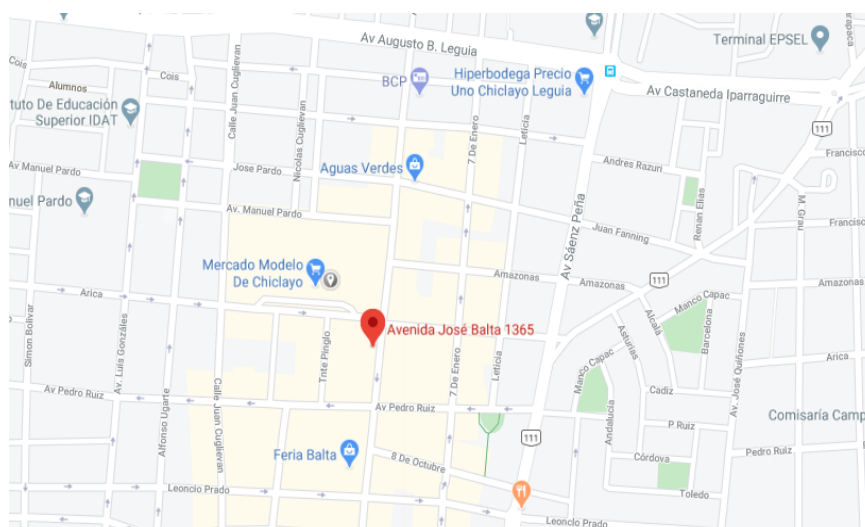 Av Augusto B. Leguia
Terminal EPSEL
Cois
Cois
Alumnos
BCP
Hiperbodega Precio
Uno Chiclayo Leguia
Av Castaneda Iparraguirre
tuto De Educación
Superior IDAT
Calle Juan Cuglievan
Nicolas Cuglievan
7 De Enero
Leticia
111
Andres Razuri
Francisco
Av Manuel Pardo
Jose Pardo
Aguas Verdes
nuel Pardo
Av. Manuel Pardo
Av Sáenz Peña
Juan Fanning
Renan Elias
M. Grau
Francisco
Mercado Modelo
De Chiclayo
Amazonas
Amazonas
111
Amazonas
Arica
Manco Capac
Avenida José Balta 1365
Simon Bolivar
Av. Luis Gonzáles
Tnte Pinglo
7 De Enero
Leticia
Asturias
Alcalá
Barcelona
Manco Capac
Arica
Av. José Quiñones
Av Pedro Ruiz
Alfonso Ugarte
Calle Juan Cuglievan
Av Pedro Ruiz
Cadiz
Andalucía
P Ruiz
Comisaría Camp
Feria Balta
8 De Octubre
111
Córdova
Pedro Ruiz
Leoncio Prado
Toledo
Leoncio Prado